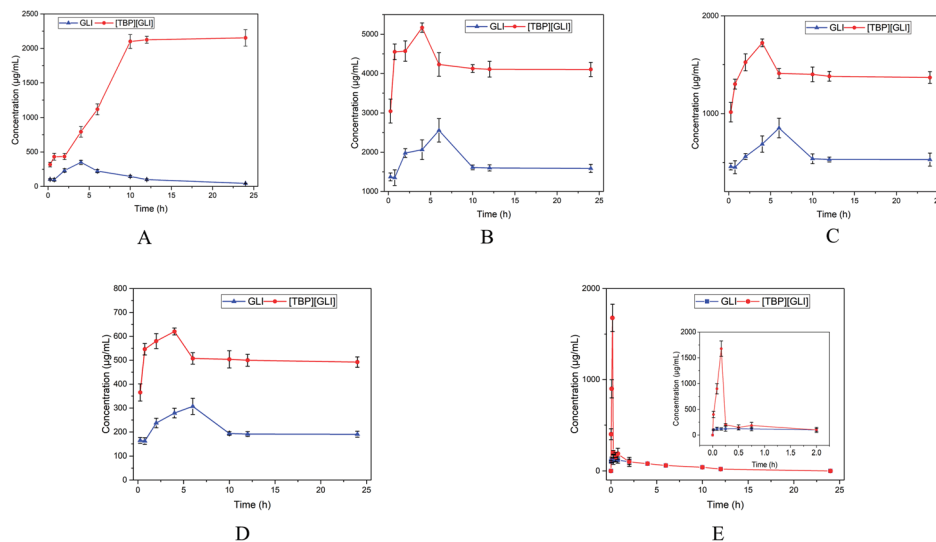 GLI [TBP][GLI]
Concentration (µg/mL)
2500
2000
1500
1000
500
250
0
0 5 10 15 20 25
Time (h)
A
GLI [TBP][GLI]
Concentration (µg/mL)
5000
4000
3000
2000
1000
0 5 10 15 20 25
Time (h)
B
GLI [TBP][GLI]
Concentration (µg/mL)
2000
1000
0
0 5 10 15 20
Time (h)
C
GLI [TBP][GLI]
Concentration (µg/mL)
800
700
600
500
400
300
200
100
0
0 5 10 15 20 25
Time (h)
D
GLI [TBP][GLI]
Concentration (µg/mL)
2000
1000
0
0 5 10 15 20 25
Time (h)
Concentration (µg/mL)
2000
1500
1000
500
0
0.0 0.5 1.0 1.5 2.0
Time (h)
E